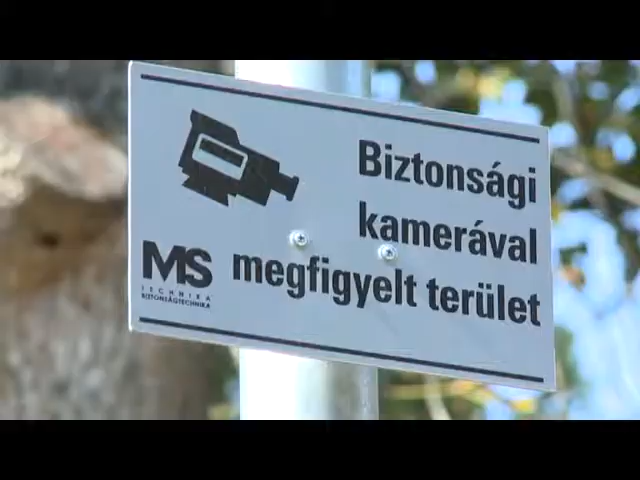 Biztonsági
kamerával
megfigyelt terület
MS
TECHNIKA
BIZTONSÁGTECHNIKA